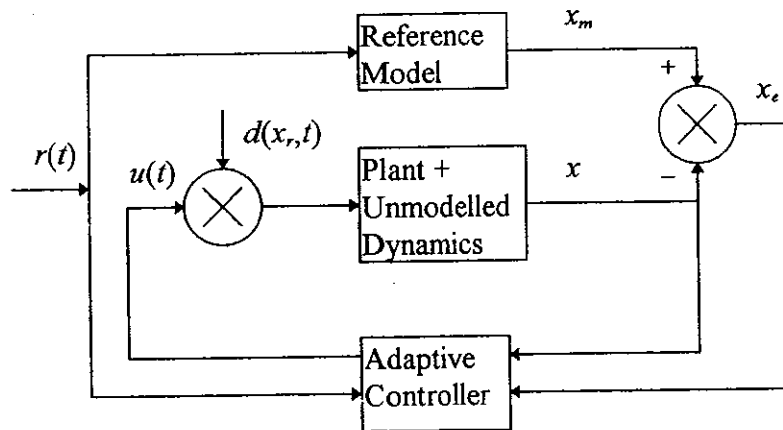 Reference
Model
x_m
+
x_e
d(x_r,t)
r(t)
u(t)
Plant +
Unmodelled
Dynamics
x
−
Adaptive
Controller